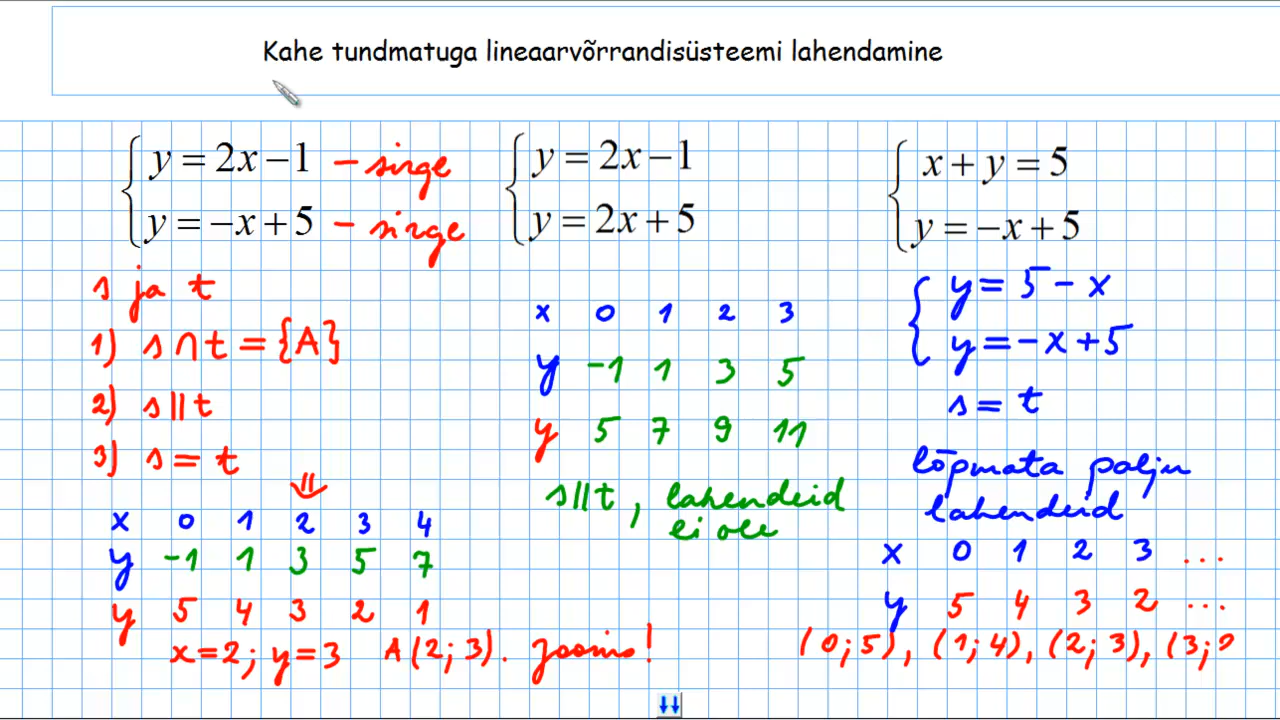 Kahe tundmatuga lineaarvõrrandisüsteemi lahendamine
y = 2x − 1 – sirge
y = −x + 5 – sirge
s ja t
1) s ∩ t = {A}
2) s || t
3) s = t
⇓
x 0 1 2 3 4
y −1 1 3 5 7
y 5 4 3 2 1
x = 2; y = 3 A(2; 3). Joonis!
y = 2x − 1
y = 2x + 5
x 0 1 2 3
y −1 1 3 5
y 5 7 9 11
s || t, lahendeid
ei ole
x + y = 5
y = −x + 5
y = 5 − x
y = −x + 5
s = t
lõpmata palju
lahendeid
x 0 1 2 3 ...
y 5 4 3 2 ...
(0; 5), (1; 4), (2; 3), (3;